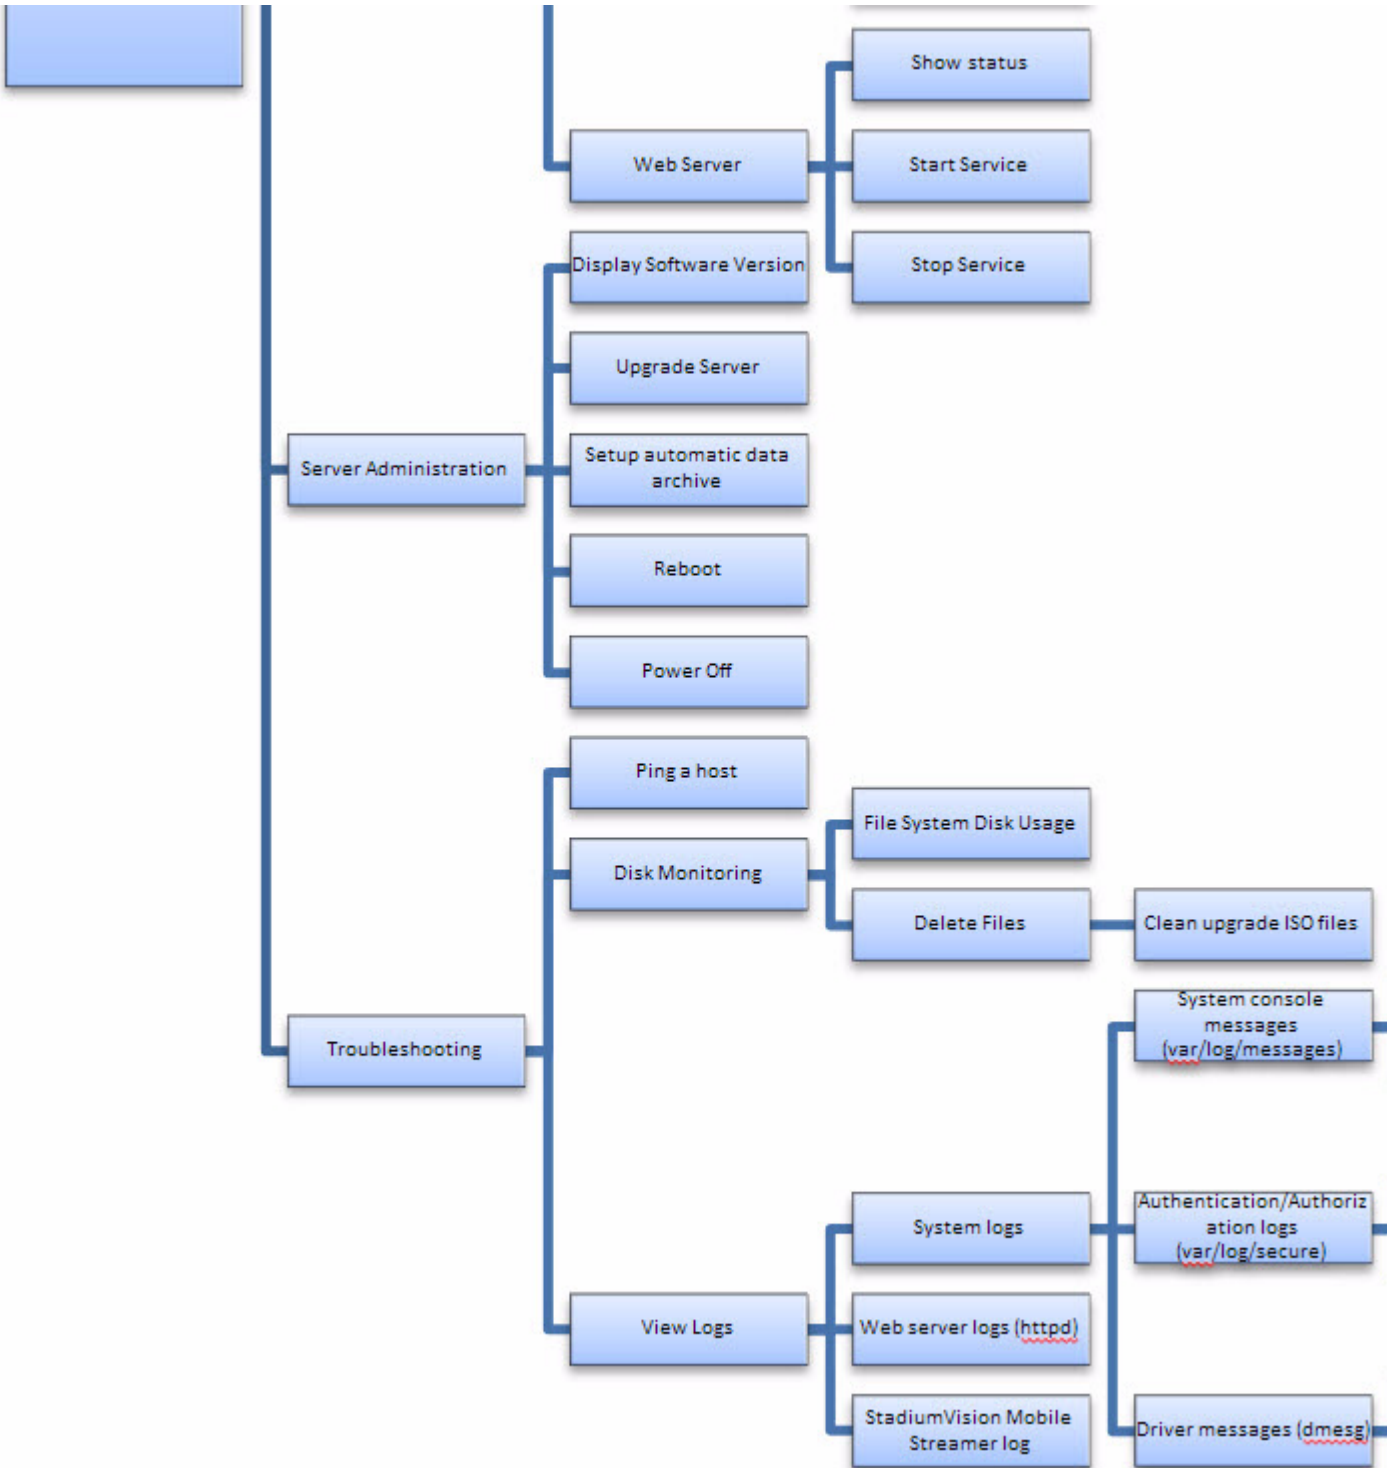 Show status
Web Server
Start Service
Display Software Version
Stop Service
Upgrade Server
Server Administration
Setup automatic data
archive
Reboot
Power Off
Ping a host
File System Disk Usage
Disk Monitoring
Delete Files
Clean upgrade ISO files
System console
messages
(var/log/messages)
Troubleshooting
System logs
Authentication/Authoriz
ation logs
(var/log/secure)
View Logs
Web server logs (httpd)
StadiumVision Mobile
Streamer log
Driver messages (dmesg)